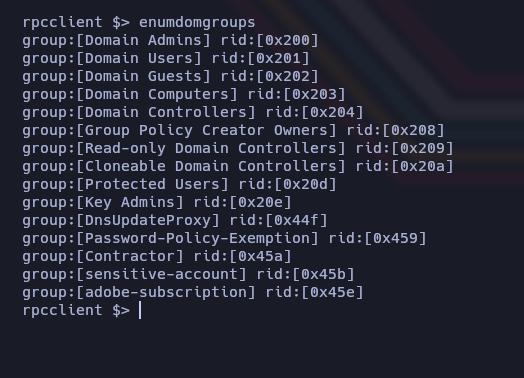 rpcclient $> enumdomgroups
group:[Domain Admins] rid:[0x200]
group:[Domain Users] rid:[0x201]
group:[Domain Guests] rid:[0x202]
group:[Domain Computers] rid:[0x203]
group:[Domain Controllers] rid:[0x204]
group:[Group Policy Creator Owners] rid:[0x208]
group:[Read-only Domain Controllers] rid:[0x209]
group:[Cloneable Domain Controllers] rid:[0x20a]
group:[Protected Users] rid:[0x20d]
group:[Key Admins] rid:[0x20e]
group:[DnsUpdateProxy] rid:[0x44f]
group:[Password-Policy-Exemption] rid:[0x459]
group:[Contractor] rid:[0x45a]
group:[sensitive-account] rid:[0x45b]
group:[adobe-subscription] rid:[0x45e]
rpcclient $>